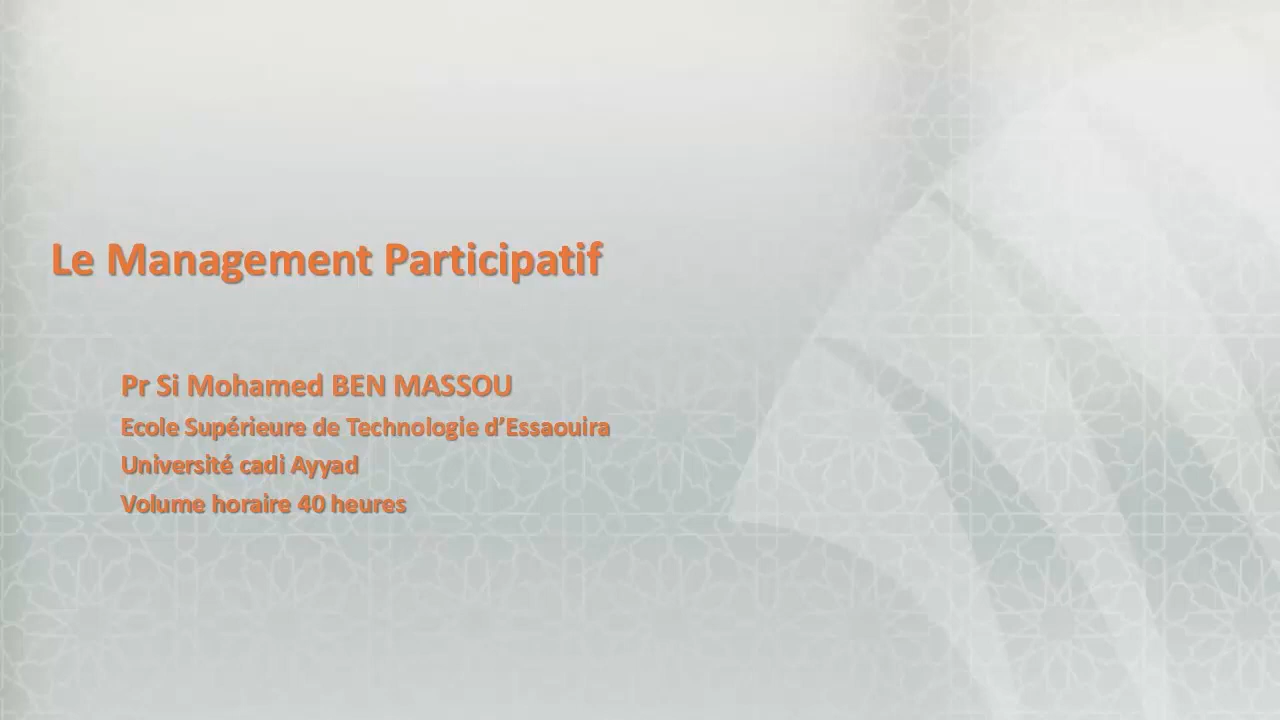 Le Management Participatif
Pr Si Mohamed BEN MASSOU
Ecole Supérieure de Technologie d’Essaouira
Université cadi Ayyad
Volume horaire 40 heures